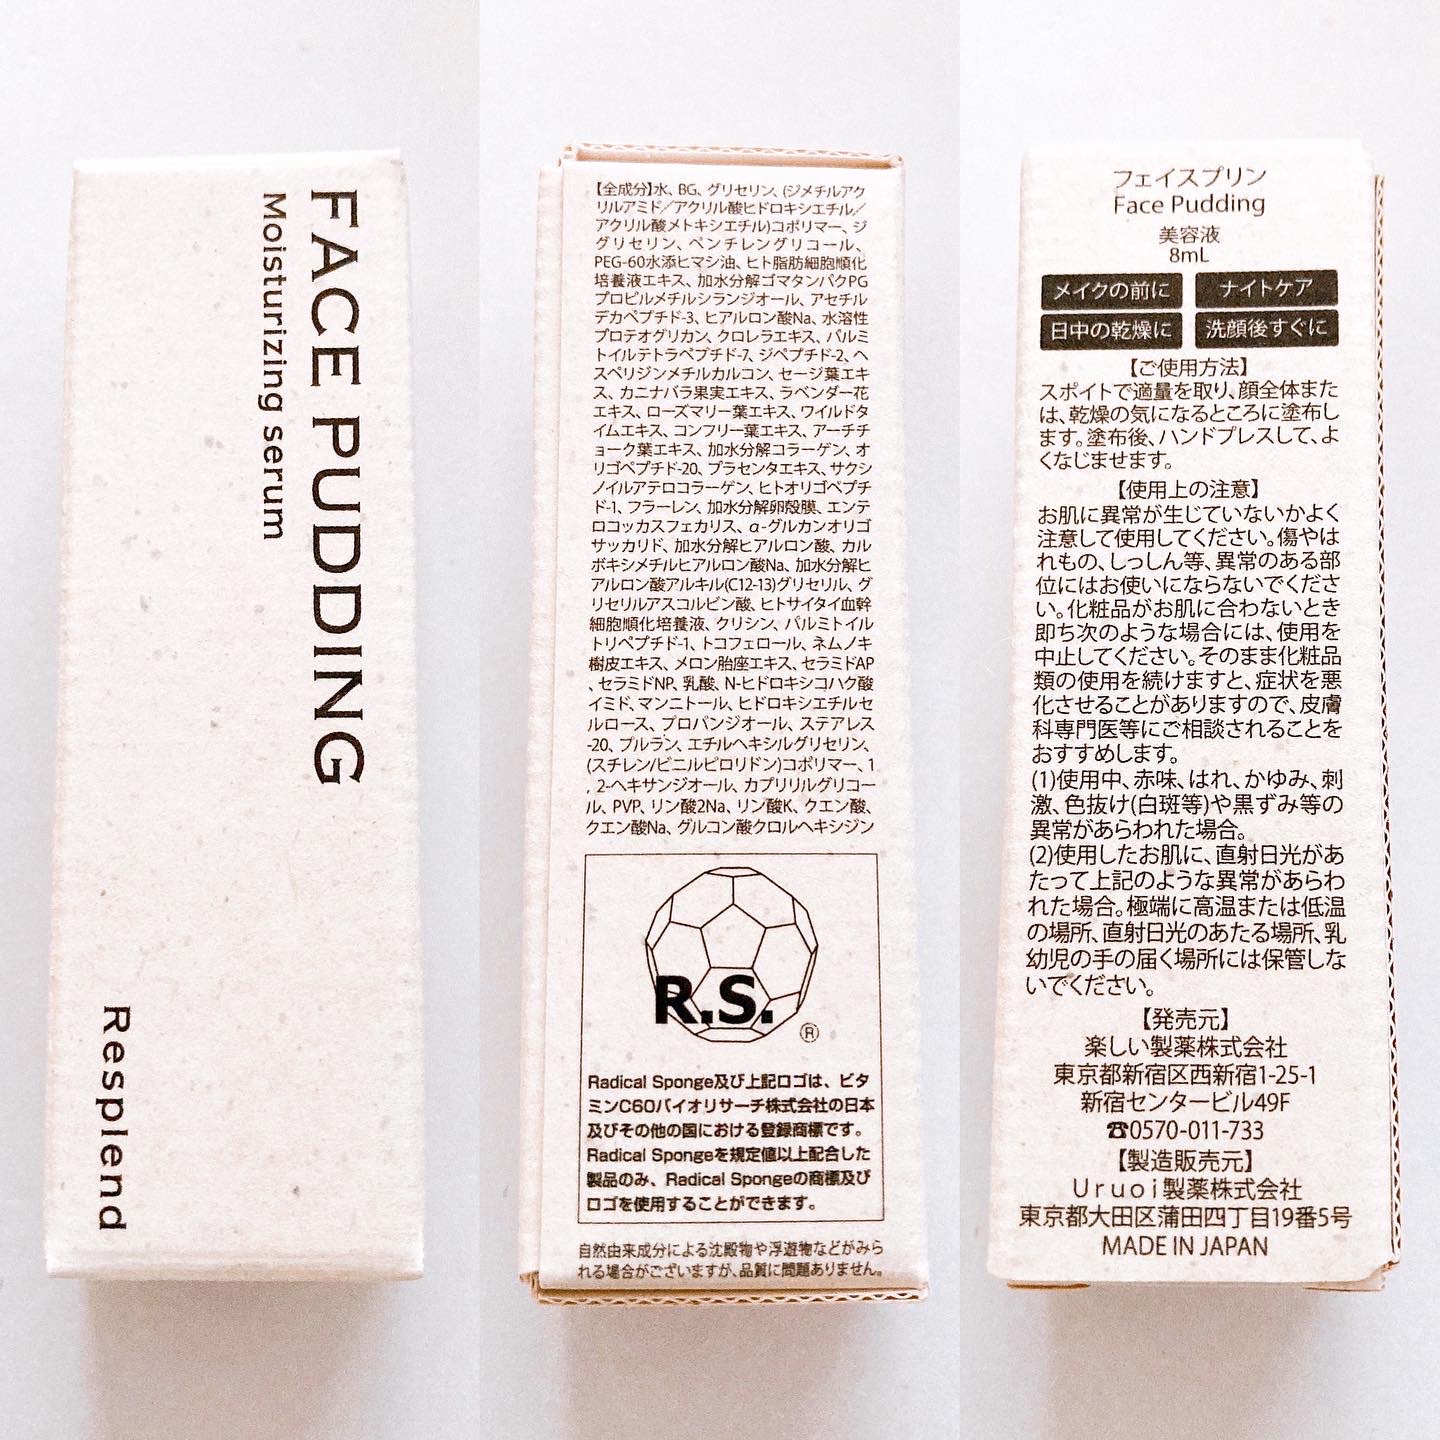 FACE PUDDING
Moisturizing serum
Resplend
【全成分】水、BG、グリセリン、(ジメチルアク
リルアミド／アクリル酸ヒドロキシエチル／
アクリル酸メトキシエチル)コポリマー、ジ
グリセリン、ペンチレングリコール、
PEG-60水添ヒマシ油、ヒト脂肪細胞順化
培養液エキス、加水分解ゴマタンパクPG
プロピルメチルシランジオール、アセチル
デカペプチド-3、ヒアルロン酸Na、水溶性
プロテオグリカン、クロレラエキス、パルミ
トイルテトラペプチド-7、ジペプチド-2、ヘ
スペリジンメチルカルコン、セージ葉エキ
ス、カニナバラ果実エキス、ラベンダー花
エキス、ローズマリー葉エキス、ワイルドタ
イムエキス、コンフリー葉エキス、アーチチ
ョーク葉エキス、加水分解コラーゲン、オ
リゴペプチド-20、プラセンタエキス、サクシ
ノイルアテロコラーゲン、ヒトオリゴペプチ
ド-1、フラーレン、加水分解卵殻膜、エンテ
ロコッカスフェカリス、α-グルカンオリゴ
サッカリド、加水分解ヒアルロン酸、カル
ボキシメチルヒアルロン酸Na、加水分解ヒ
アルロン酸アルキル(C12-13)グリセリル、グ
リセリルアスコルビン酸、ヒトサイタイ血幹
細胞順化培養液、クリシン、パルミトイル
トリペプチド-1、トコフェロール、ネムノキ
樹皮エキス、メロン胎座エキス、セラミドAP
、セラミドNP、乳酸、N-ヒドロキシコハク酸
イミド、マンニトール、ヒドロキシエチルセ
ルロース、プロパンジオール、ステアレス
-20、プルラン、エチルヘキシルグリセリン、
(スチレン/ビニルピロリドン)コポリマー、1
, 2-ヘキサンジオール、カプリリルグリコー
ル、PVP、リン酸2Na、リン酸K、クエン酸、
クエン酸Na、グルコン酸クロルヘキシジン
R.S.
®
Radical Sponge及び上記ロゴは、ビタ
ミンC60バイオリサーチ株式会社の日本
及びその他の国における登録商標です。
Radical Spongeを規定値以上配合した
製品のみ、Radical Spongeの商標及び
ロゴを使用することができます。
自然由来成分による沈殿物や浮遊物などがみら
れる場合がございますが、品質に問題ありません。
フェイスプリン
Face Pudding
美容液
8mL
メイクの前に
ナイトケア
日中の乾燥に
洗顔後すぐに
【ご使用方法】
スポイトで適量を取り、顔全体また
は、乾燥の気になるところに塗布し
ます。塗布後、ハンドプレスして、よ
くなじませます。
【使用上の注意】
お肌に異常が生じていないかよく
注意して使用してください。傷やは
れもの、しっしん等、異常のある部
位にはお使いにならないでくださ
い。化粧品がお肌に合わないとき
即ち次のような場合には、使用を
中止してください。そのまま化粧品
類の使用を続けますと、症状を悪
化させることがありますので、皮膚
科専門医等にご相談されることを
おすすめします。
(1)使用中、赤味、はれ、かゆみ、刺
激、色抜け(白斑等)や黒ずみ等の
異常があらわれた場合。
(2)使用したお肌に、直射日光があ
たって上記のような異常があらわ
れた場合。極端に高温または低温
の場所、直射日光のあたる場所、乳
幼児の手の届く場所には保管しな
いでください。
【発売元】
楽しい製薬株式会社
東京都新宿区西新宿1-25-1
新宿センタービル49F
☎0570-011-733
【製造販売元】
Uruoi製薬株式会社
東京都大田区蒲田四丁目19番5号
MADE IN JAPAN